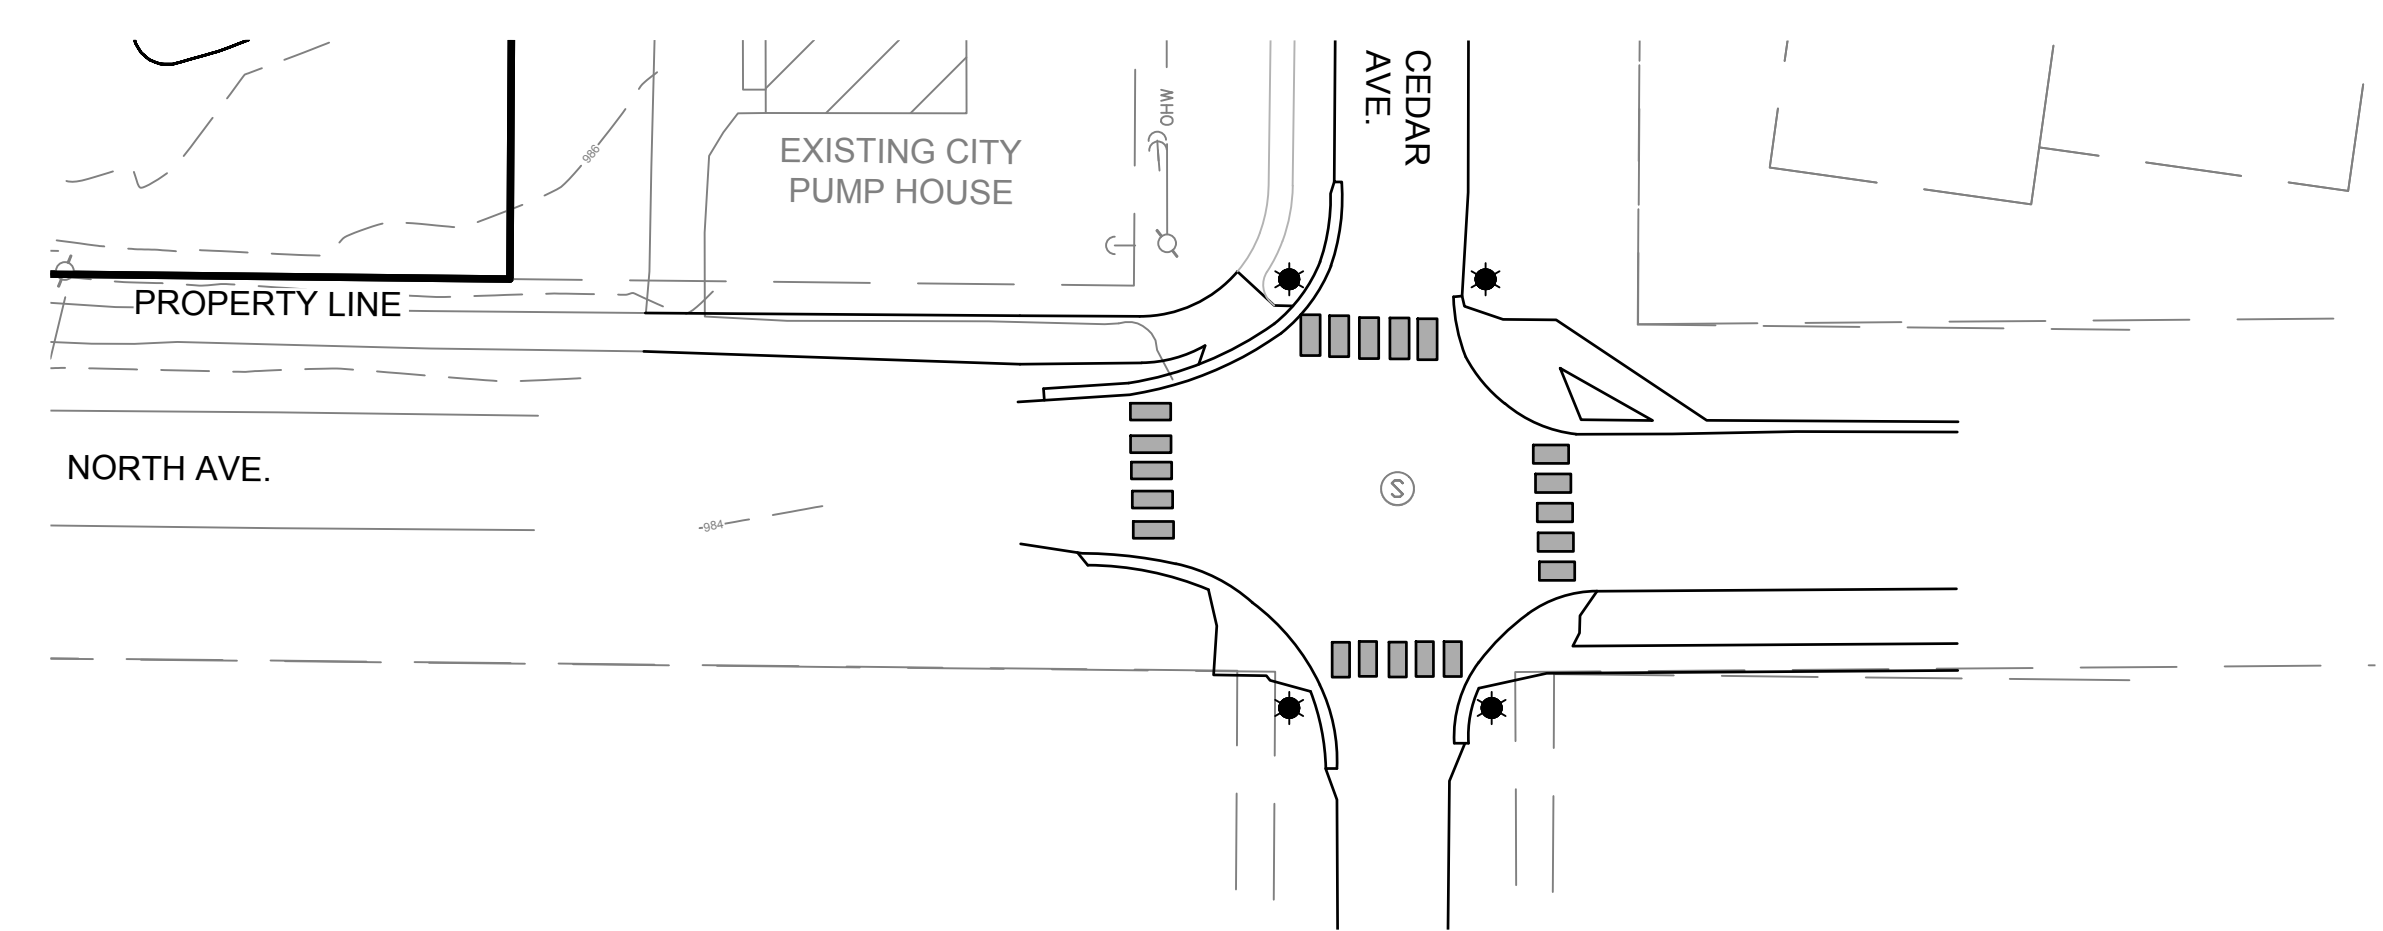 CEDAR
AVE.
OHW
986
EXISTING CITY
PUMP HOUSE
PROPERTY LINE
NORTH AVE.
S
984